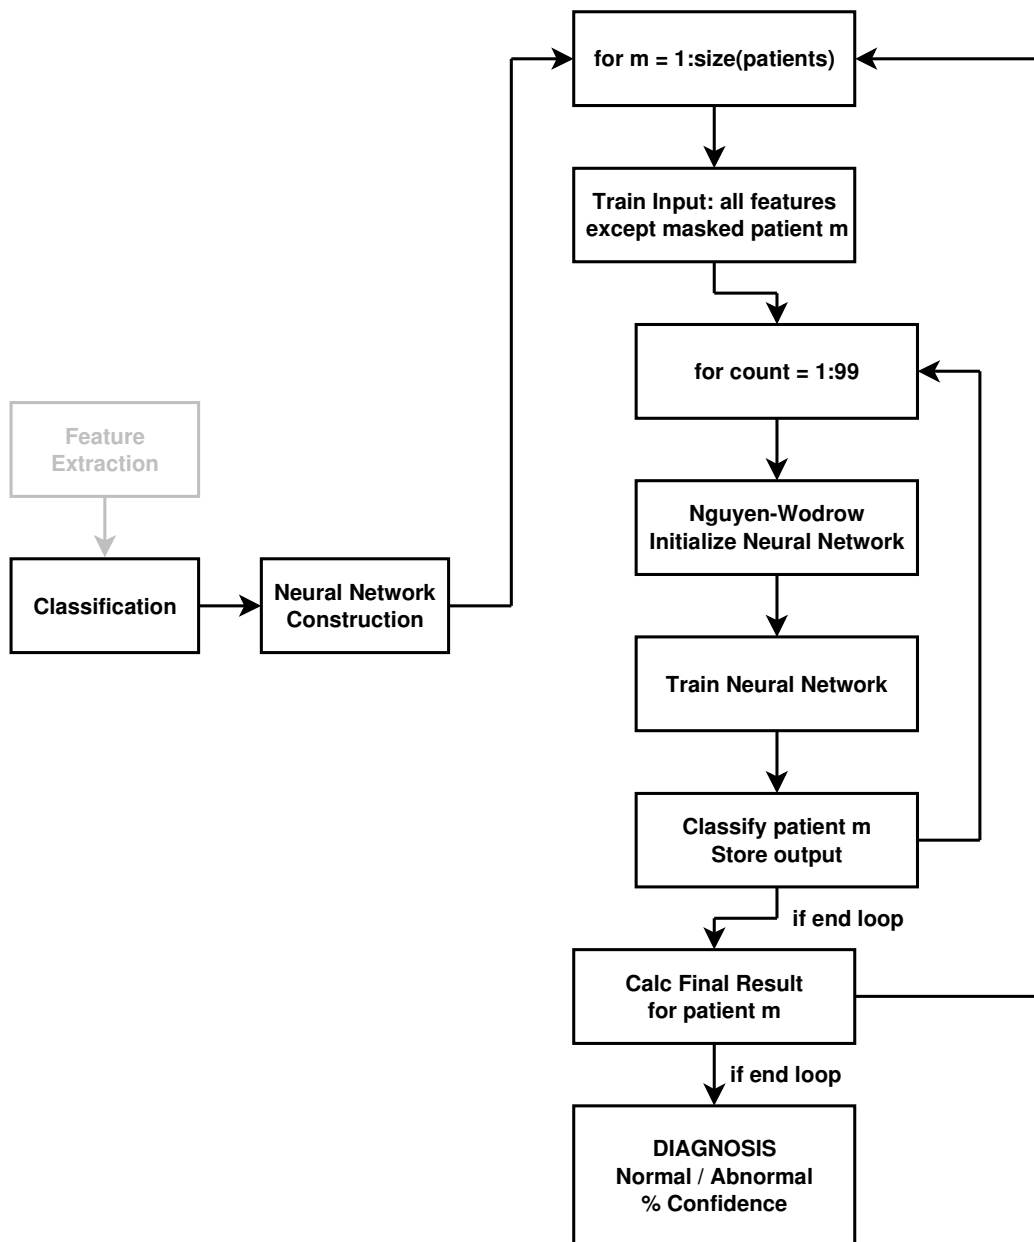 for m = 1:size(patients)
Train Input: all features
except masked patient m
for count = 1:99
Feature
Extraction
Nguyen-Wodrow
Initialize Neural Network
Classification
Neural Network
Construction
Train Neural Network
Classify patient m
Store output
if end loop
Calc Final Result
for patient m
if end loop
DIAGNOSIS
Normal / Abnormal
% Confidence